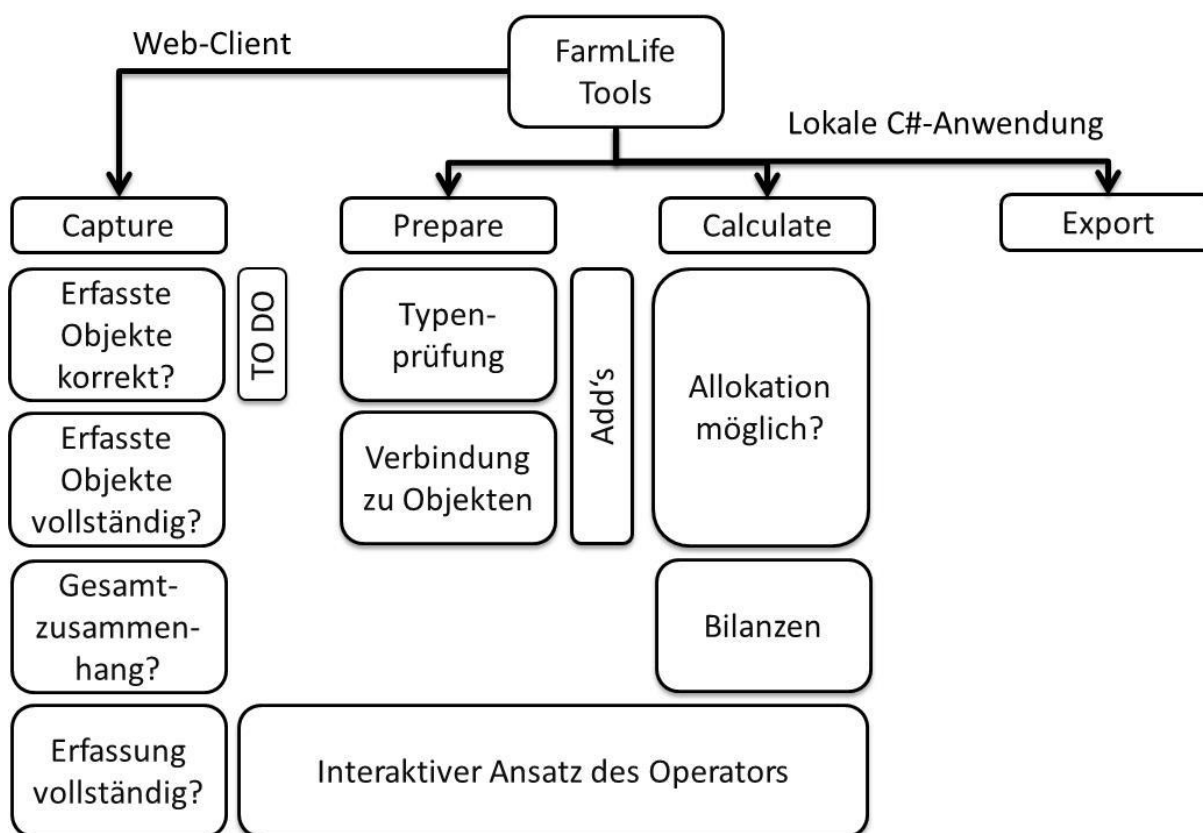 Web-Client
FarmLife
Tools
Lokale C#-Anwendung
Capture
Prepare
Calculate
Export
Erfasste
Objekte
korrekt?
TO DO
Typen-
prüfung
Add‘s
Allokation
möglich?
Erfasste
Objekte
vollständig?
Verbindung
zu Objekten
Gesamt-
zusammen-
hang?
Bilanzen
Erfassung
vollständig?
Interaktiver Ansatz des Operators